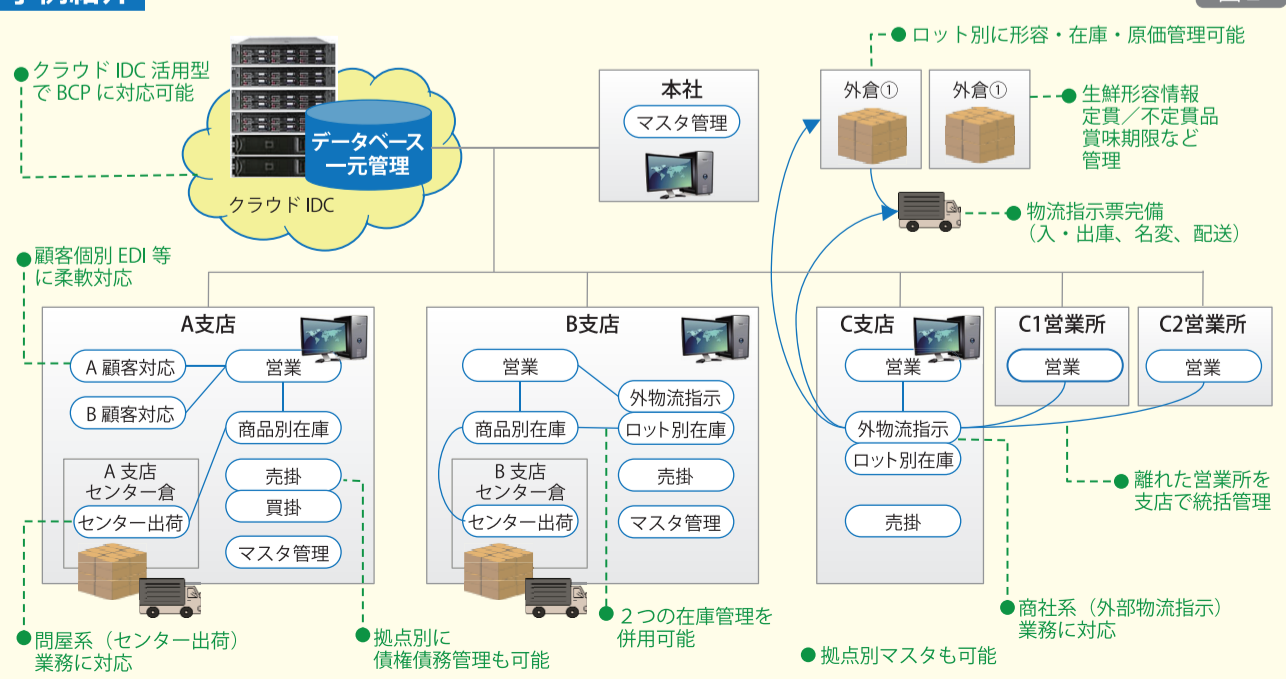 事例紹介
クラウド IDC 活用型
で BCP に対応可能
データベース
一元管理
クラウド IDC
本社
マスタ管理
ロット別に形容・在庫・原価管理可能
外倉①
外倉①
生鮮形容情報
定貫／不定貫品
賞味期限など
管理
物流指示票完備
（入・出庫、名変、配送）
顧客個別 EDI 等
に柔軟対応
A支店
A 顧客対応
営業
B 顧客対応
商品別在庫
A 支店
センター倉
センター出荷
売掛
買掛
マスタ管理
問屋系（センター出荷）
業務に対応
拠点別に
債権債務管理も可能
B支店
営業
外物流指示
商品別在庫
ロット別在庫
B 支店
センター倉
センター出荷
売掛
マスタ管理
２つの在庫管理を
併用可能
C支店
営業
外物流指示
ロット別在庫
売掛
C1営業所
営業
C2営業所
営業
離れた営業所を
支店で統括管理
商社系（外部物流指示）
業務に対応
拠点別マスタも可能